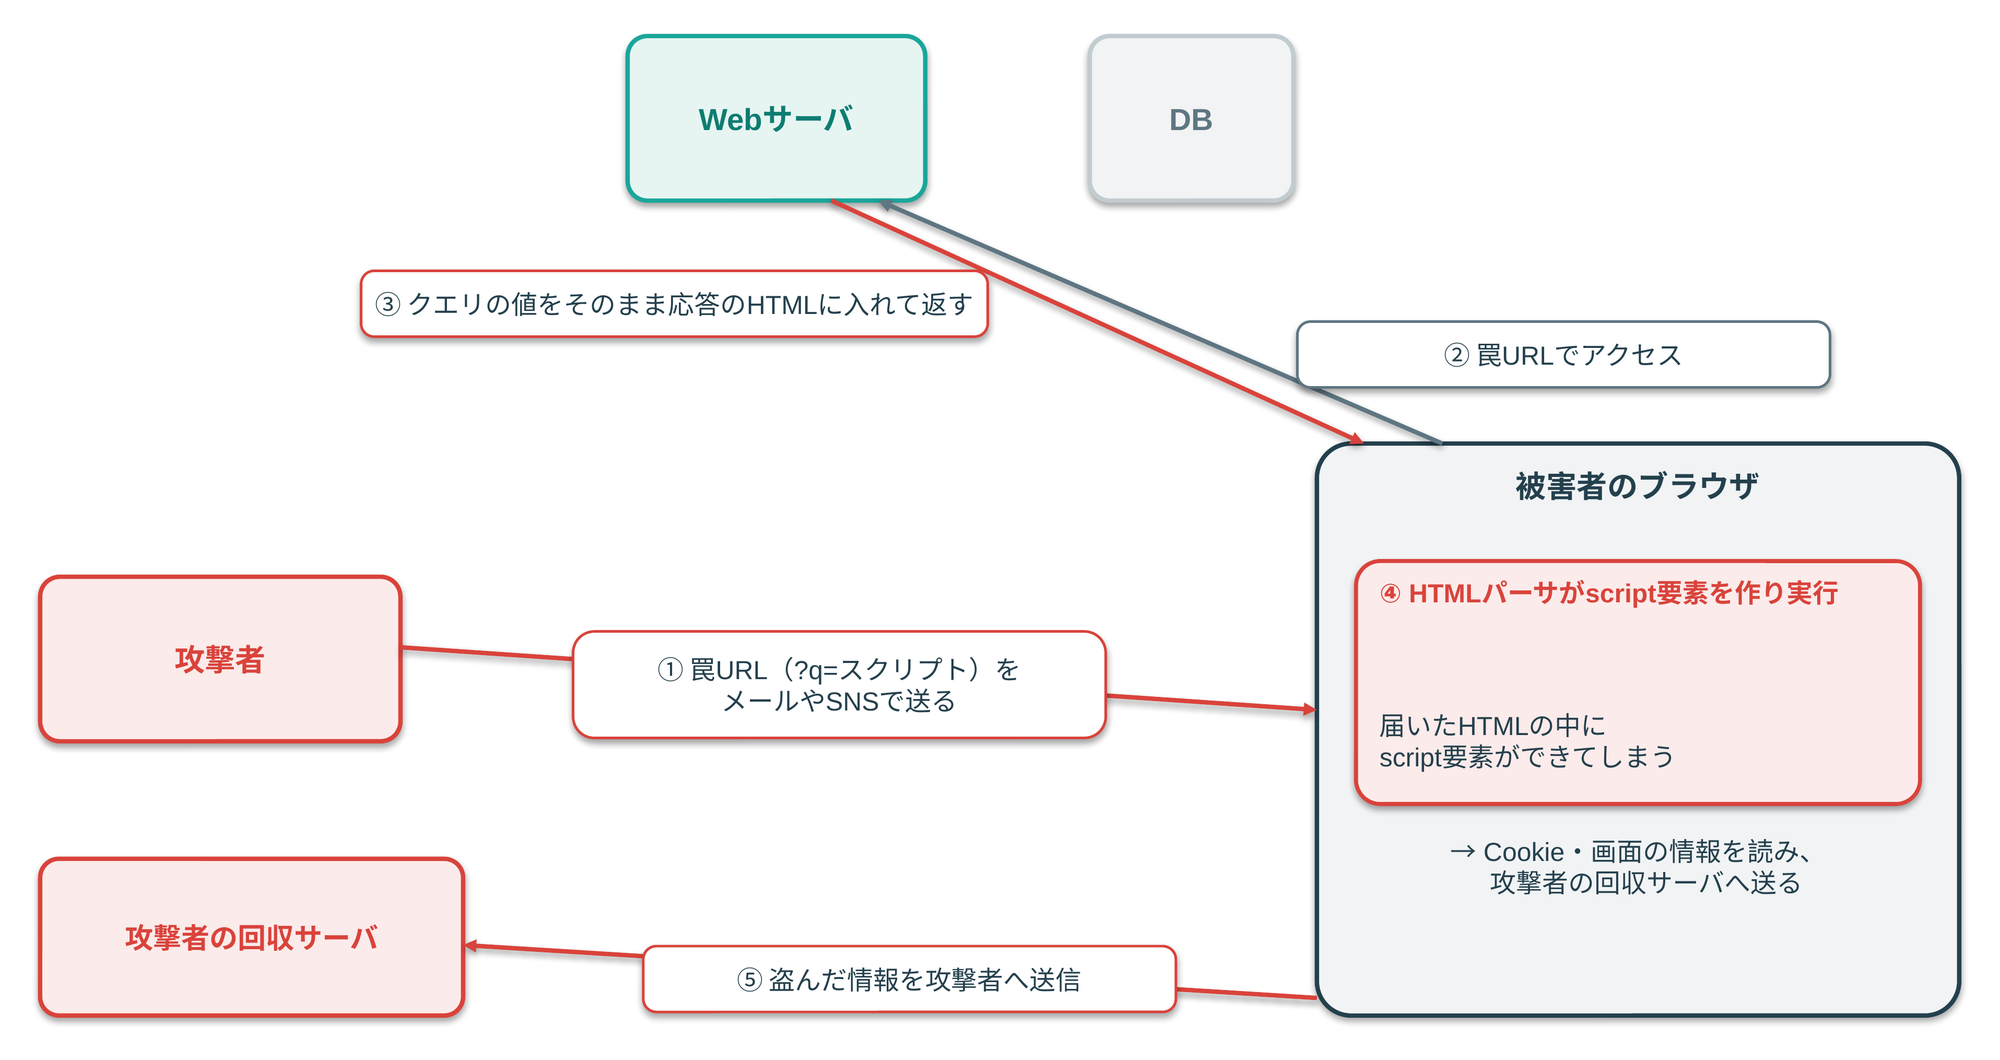 Webサーバ
DB
③ クエリの値をそのまま応答のHTMLに入れて返す
② 罠URLでアクセス
被害者のブラウザ
④ HTMLパーサがscript要素を作り実行
攻撃者
① 罠URL（?q=スクリプト）を
メールやSNSで送る
届いたHTMLの中に
script要素ができてしまう
→ Cookie・画面の情報を読み、
攻撃者の回収サーバへ送る
攻撃者の回収サーバ
⑤ 盗んだ情報を攻撃者へ送信